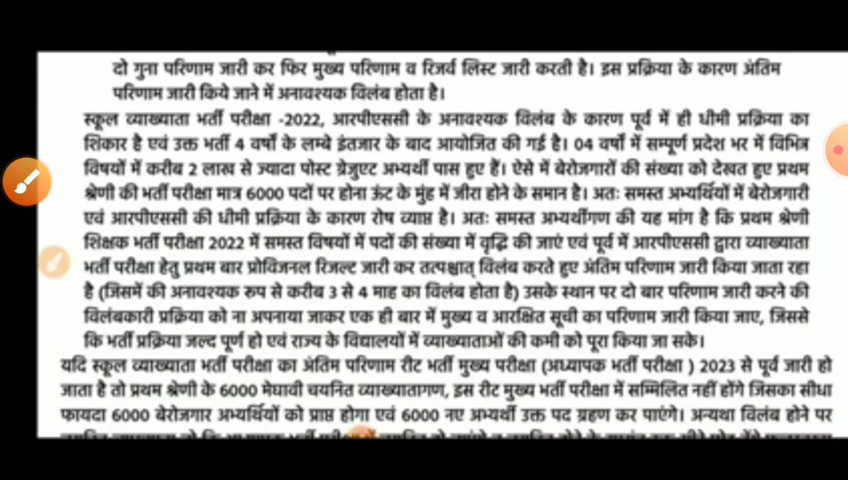 दो गुना परिणाम जारी कर फिर मुख्य परिणाम व रिजर्व लिस्ट जारी करती है। इस प्रक्रिया के कारण अंतिम
परिणाम जारी किये जाने में अनावश्यक विलंब होता है।
स्कूल व्याख्याता भर्ती परीक्षा -2022, आरपीएससी के अनावश्यक विलंब के कारण पूर्व में ही धीमी प्रक्रिया का
शिकार है एवं उक्त भर्ती 4 वर्षो के लम्बे इंतजार के बाद आयोजित की गई है। 04 वर्षो में सम्पूर्ण प्रदेश भर में विभिन्न
विषयों में करीब 2 लाख से ज्यादा पोस्ट ग्रेजुएट अभ्यर्थी पास हुए हैं। ऐसे में बेरोजगारों की संख्या को देखत हुए प्रथम
श्रेणी की भर्ती परीक्षा मात्र 6000 पदों पर होना ऊंट के मुंह में जीरा होने के समान है। अतः समस्त अभ्यर्थियों में बेरोजगारी
एवं आरपीएससी की धीमी प्रक्रिया के कारण रोष व्याप्त है। अतः समस्त अभ्यर्थीगण की यह मांग है कि प्रथम श्रेणी
शिक्षक भर्ती परीक्षा 2022 में समस्त विषयों में पदों की संख्या में वृद्धि की जाएं एवं पूर्व में आरपीएससी द्वारा व्याख्याता
भर्ती परीक्षा हेतु प्रथम बार प्रोविजनल रिजल्ट जारी कर तत्पश्चात् विलंब करते हुए अंतिम परिणाम जारी किया जाता रहा
है (जिसमें की अनावश्यक रुप से करीब 3 से 4 माह का विलंब होता है) उसके स्थान पर दो बार परिणाम जारी करने की
विलंबकारी प्रक्रिया को ना अपनाया जाकर एक ही बार में मुख्य व आरक्षित सूची का परिणाम जारी किया जाए, जिससे
कि भर्ती प्रक्रिया जल्द पूर्ण हो एवं राज्य के विद्यालयों में व्याख्याताओं की कमी को पूरा किया जा सके।
यदि स्कूल व्याख्याता भर्ती परीक्षा का अंतिम परिणाम रीट भर्ती मुख्य परीक्षा (अध्यापक भर्ती परीक्षा ) 2023 से पूर्व जारी हो
जाता है तो प्रथम श्रेणी के 6000 मेघावी चयनित व्याख्यातागण, इस रीट मुख्य भर्ती परीक्षा में सम्मिलित नहीं होंगे जिसका सीधा
फायदा 6000 बेरोजगार अभ्यर्थियों को प्राप्त होगा एवं 6000 नए अभ्यर्थी उक्त पद ग्रहण कर पाएंगे। अन्यथा विलंब होने पर